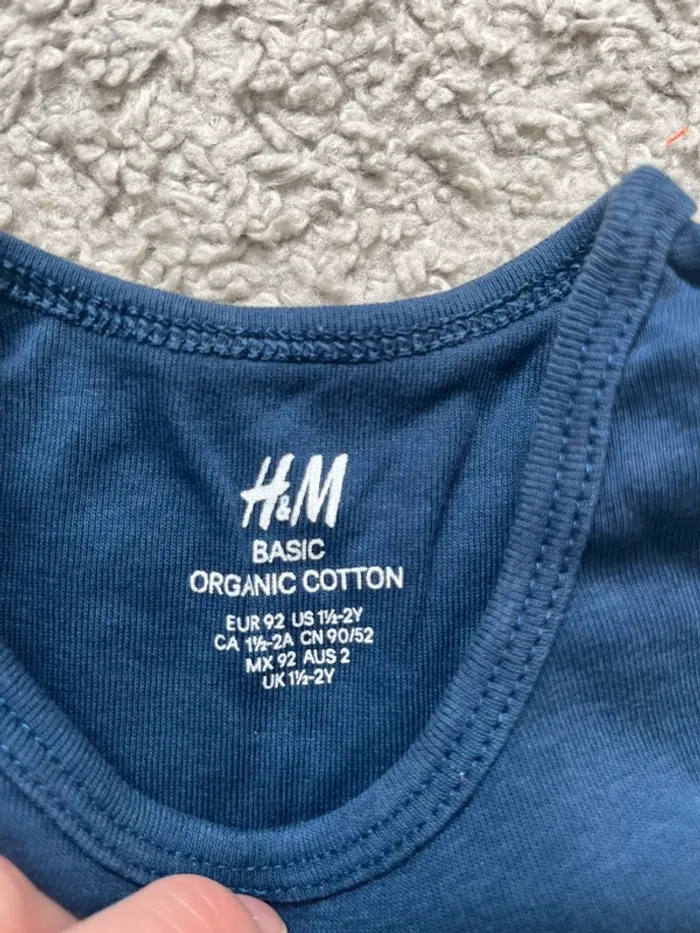 H&M
BASIC
ORGANIC COTTON
EUR 92 US 1½-2Y
CA 1½-2A CN 90/52
MX 92 AUS 2
UK 1½-2Y